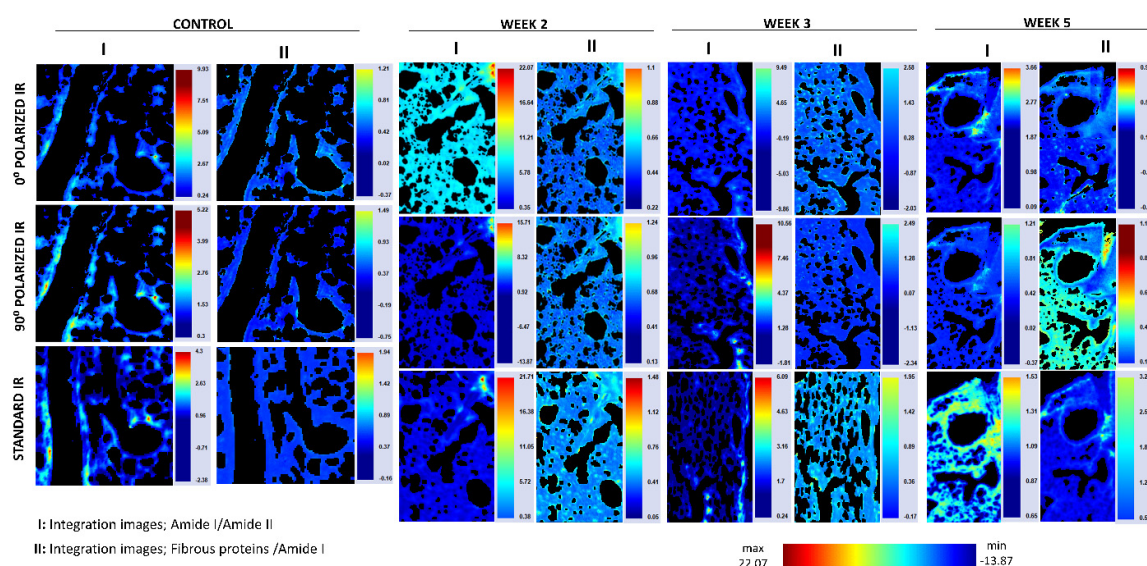 CONTROL
WEEK 2
WEEK 3
WEEK 5
I II I II I II I II
0⁰ POLARIZED IR
9.93 7.51 5.09 2.67 0.24
1.21 0.81 0.42 0.02 -0.37
22.07 16.64 11.21 5.78 0.35
1.1 0.88 0.66 0.44 0.22
9.49 4.65 -0.19 -5.03
2.58 1.43 0.28 -0.87 -2.03
3.66 2.77 1.87 0.98 0.09
90⁰ POLARIZED IR
5.22 3.99 2.76 1.53 0.3
1.49 0.93 0.37 -0.19 -0.75
15.71 8.32 0.92 -6.47 -13.87
1.24 0.96 0.69 0.41 0.13
10.56 7.46 4.37 1.28 -1.81
2.49 1.28 0.07 -1.13 -2.34
1.21 0.81 0.42 0.02 -0.37
STANDARD IR
4.3 2.63 0.96 -0.71 -2.38
1.94 1.42 0.89 0.37
21.71 16.38 11.05 5.72 0.38
1.48 1.12 0.76 0.41 0.05
6.09 4.63 3.16 1.70 0.24
1.95 1.42 0.89 0.36 -0.17
1.53 1.31 1.09 0.87 0.65
I: Integration images; Amide I/Amide II
II: Integration images; Fibrous proteins /Amide I
max
22.07
min
-13.87